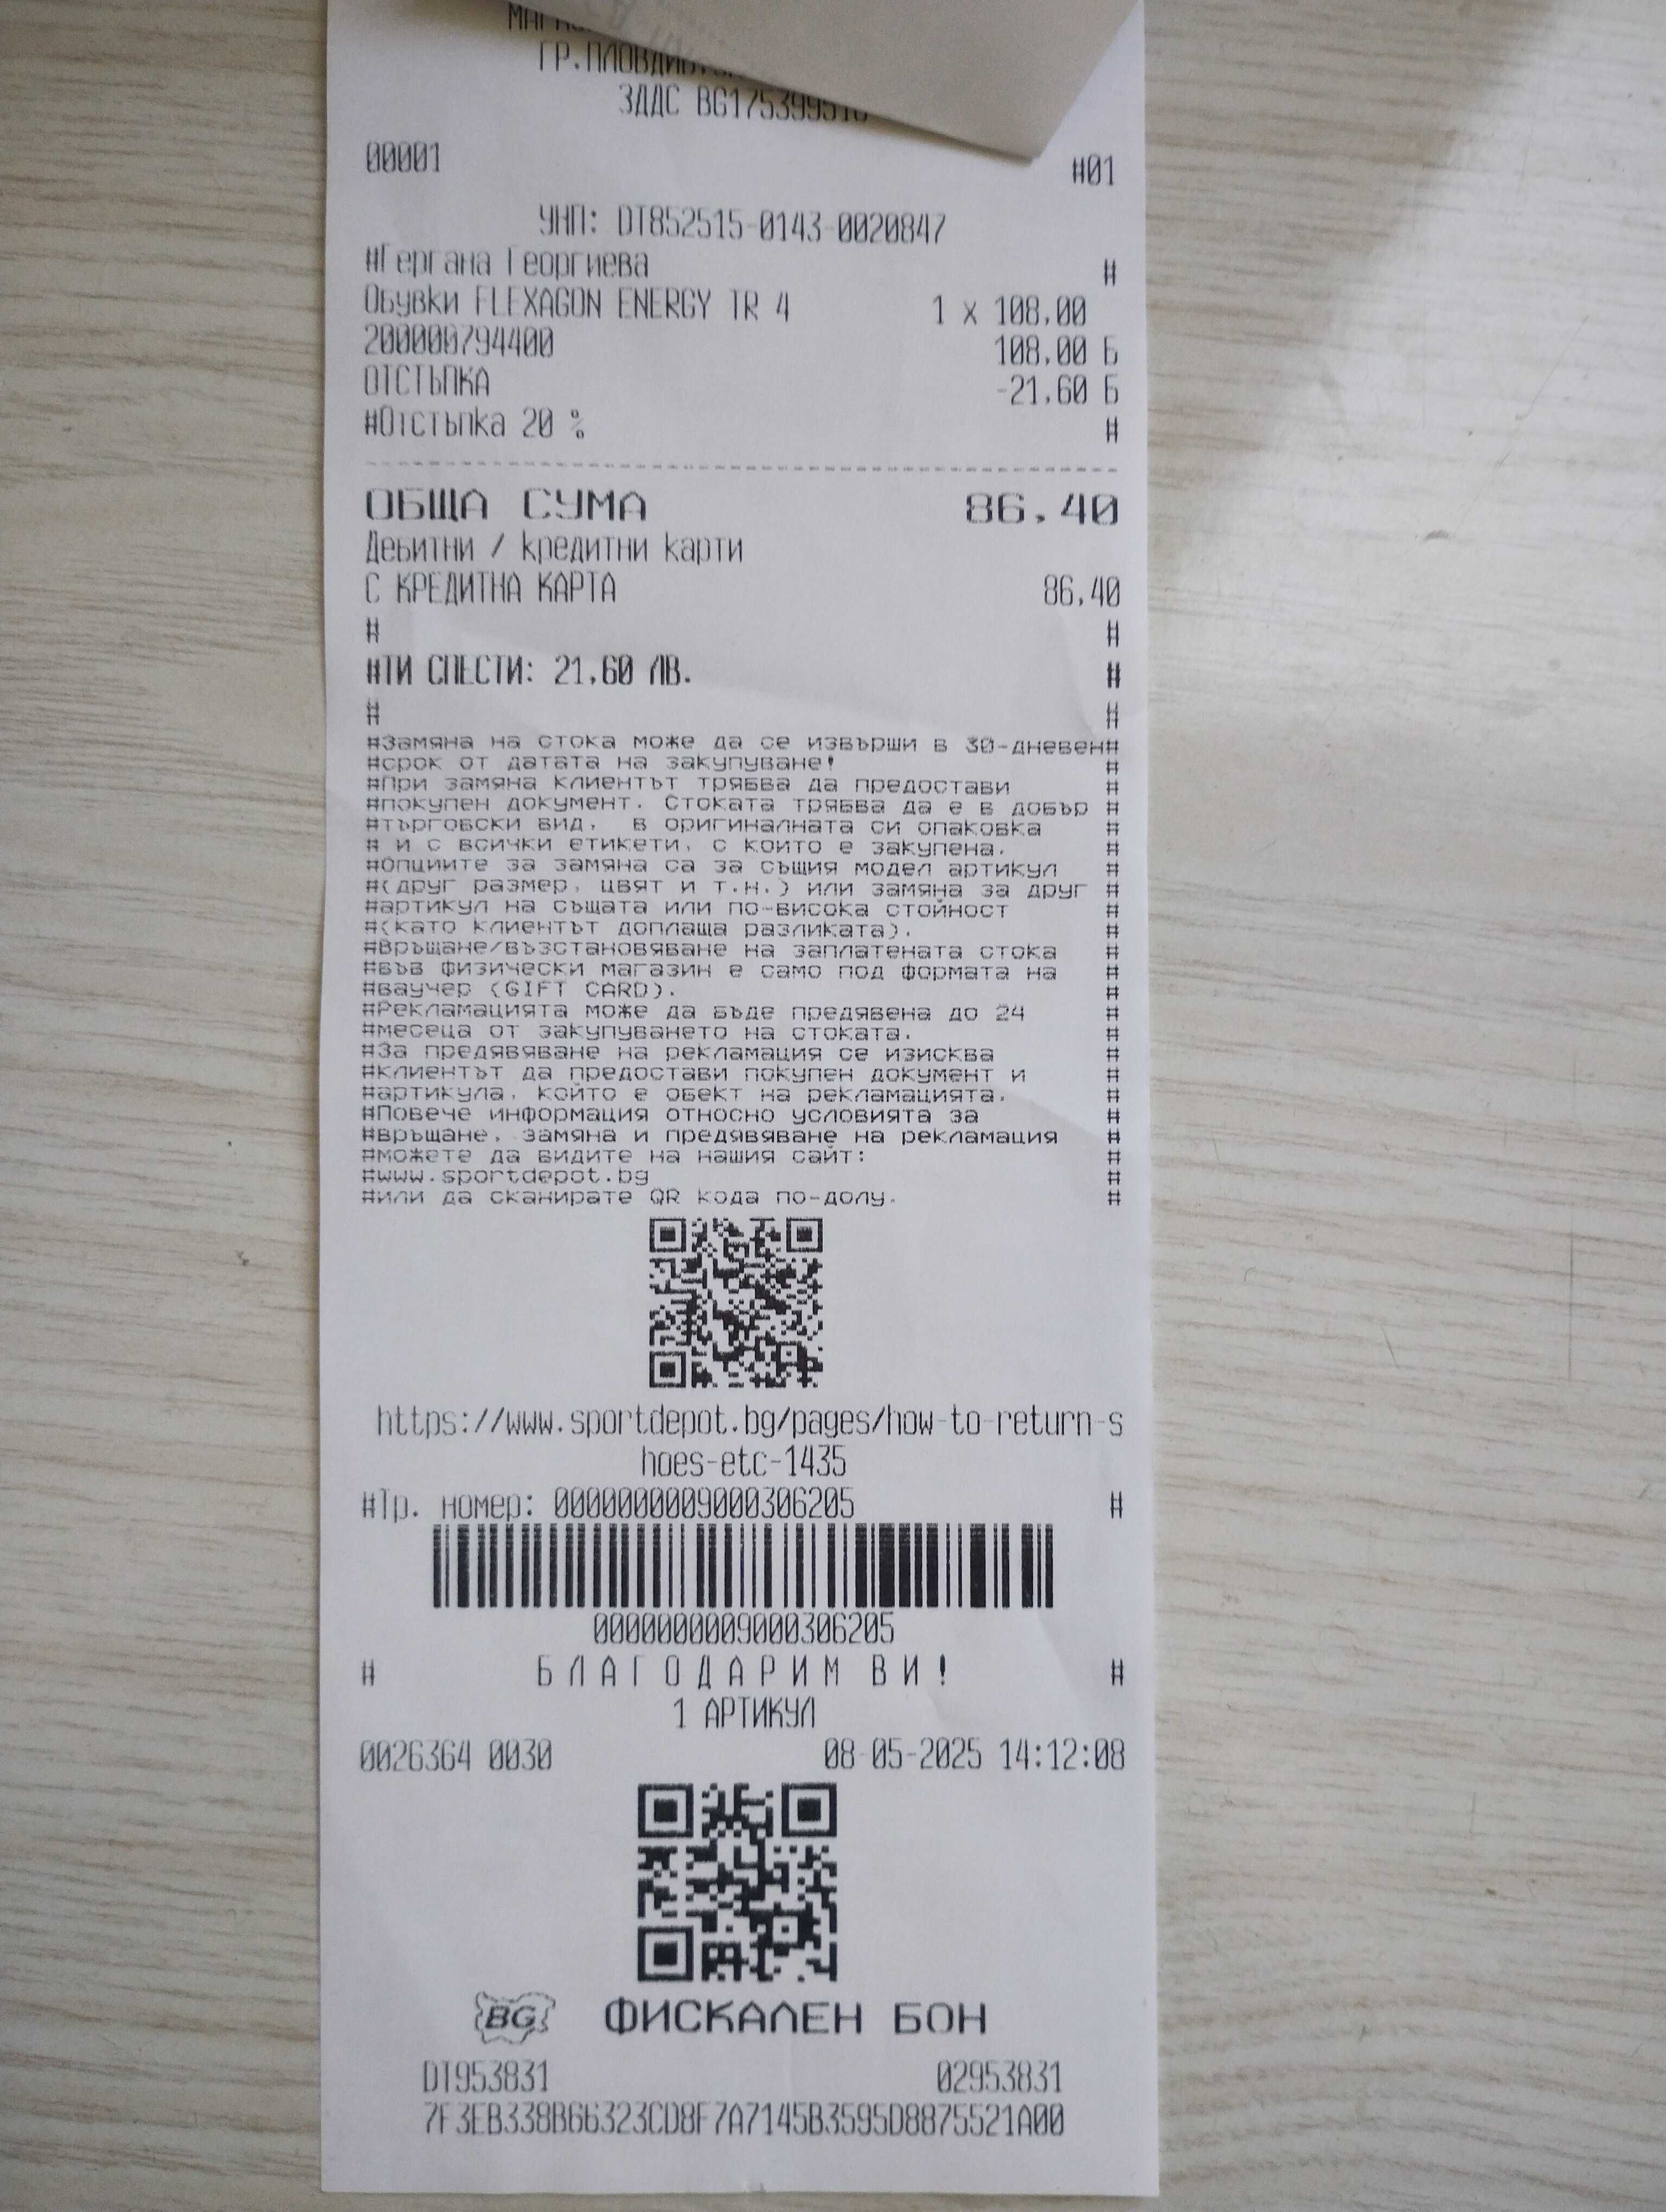 ГР.ПЛОВДИВ
ЗДДС
00001 #01
УНП: DT852515-0143-0020847
#Гергана Георгиева #
Обувки FLEXAGON ENERGY TR 4 1 x 108,00
200000794400 108,00 Б
ОТСТЪПКА -21,60 Б
#Отстъпка 20 % #
ОБЩА СУМА 86,40
Дебитни / кредитни карти
С КРЕДИТНА КАРТА 86,40
# #
#ТИ СПЕСТИ: 21,60 ЛВ. #
# #
#Замяна на стока може да се извърши в 30-дневен#
#срок от датата на закупуване! #
#При замяна клиентът трябва да предостави #
#покупен документ. Стоката трябва да е в добър #
#търговски вид, в оригиналната си опаковка #
# и с всички етикети, с които е закупена. #
#Опциите за замяна са за същия модел артикул #
#(друг размер, цвят и т.н.) или замяна за друг #
#артикул на същата или по-висока стойност #
#(като клиентът доплаща разликата). #
#Връщане/възстановяване на заплатената стока #
#във физически магазин е само под формата на #
#ваучер (GIFT CARD). #
#Рекламацията може да бъде предявена до 24 #
#месеца от закупуването на стоката. #
#За предявяване на рекламация се изисква #
#клиентът да предостави покупен документ и #
#артикула, който е обект на рекламацията. #
#Повече информация относно условията за #
#връщане, замяна и предявяване на рекламация #
#можете да видите на нашия сайт: #
#www.sportdepot.bg #
#или да сканирате QR кода по-долу. #
https://www.sportdepot.bg/pages/how-to-return-s
hoes-etc-1435
#Тр. номер: 0000000009000306205 #
0000000009000306205
# БЛАГОДАРИМ ВИ! #
1 АРТИКУЛ
0026364 0030 08-05-2025 14:12:08
BG ФИСКАЛЕН БОН
DT953831 02953831
7F3EB338B66323CD8F7A7145B3595D8875521A00